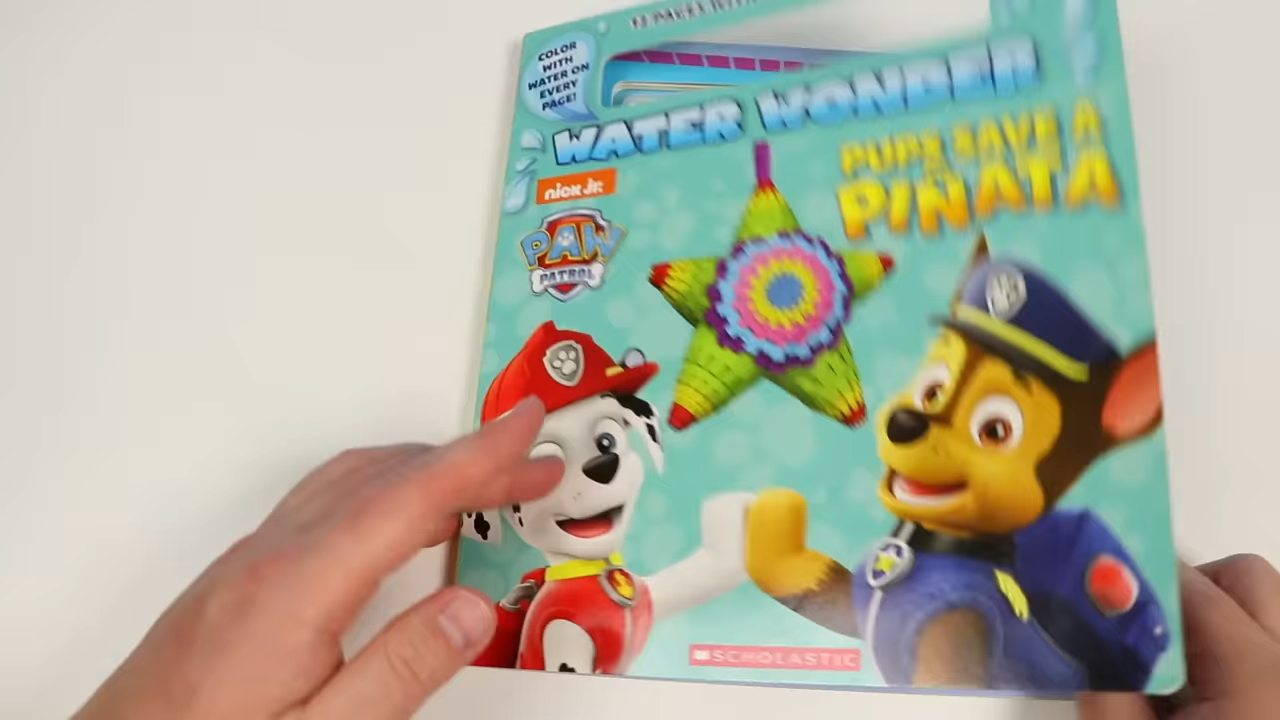 COLOR
WITH
WATER ON
EVERY
PAGE!
WATER WONDER
PUPS SAVE A
PIÑATA
nick jr.
PAW
PATROL
SCHOLASTIC